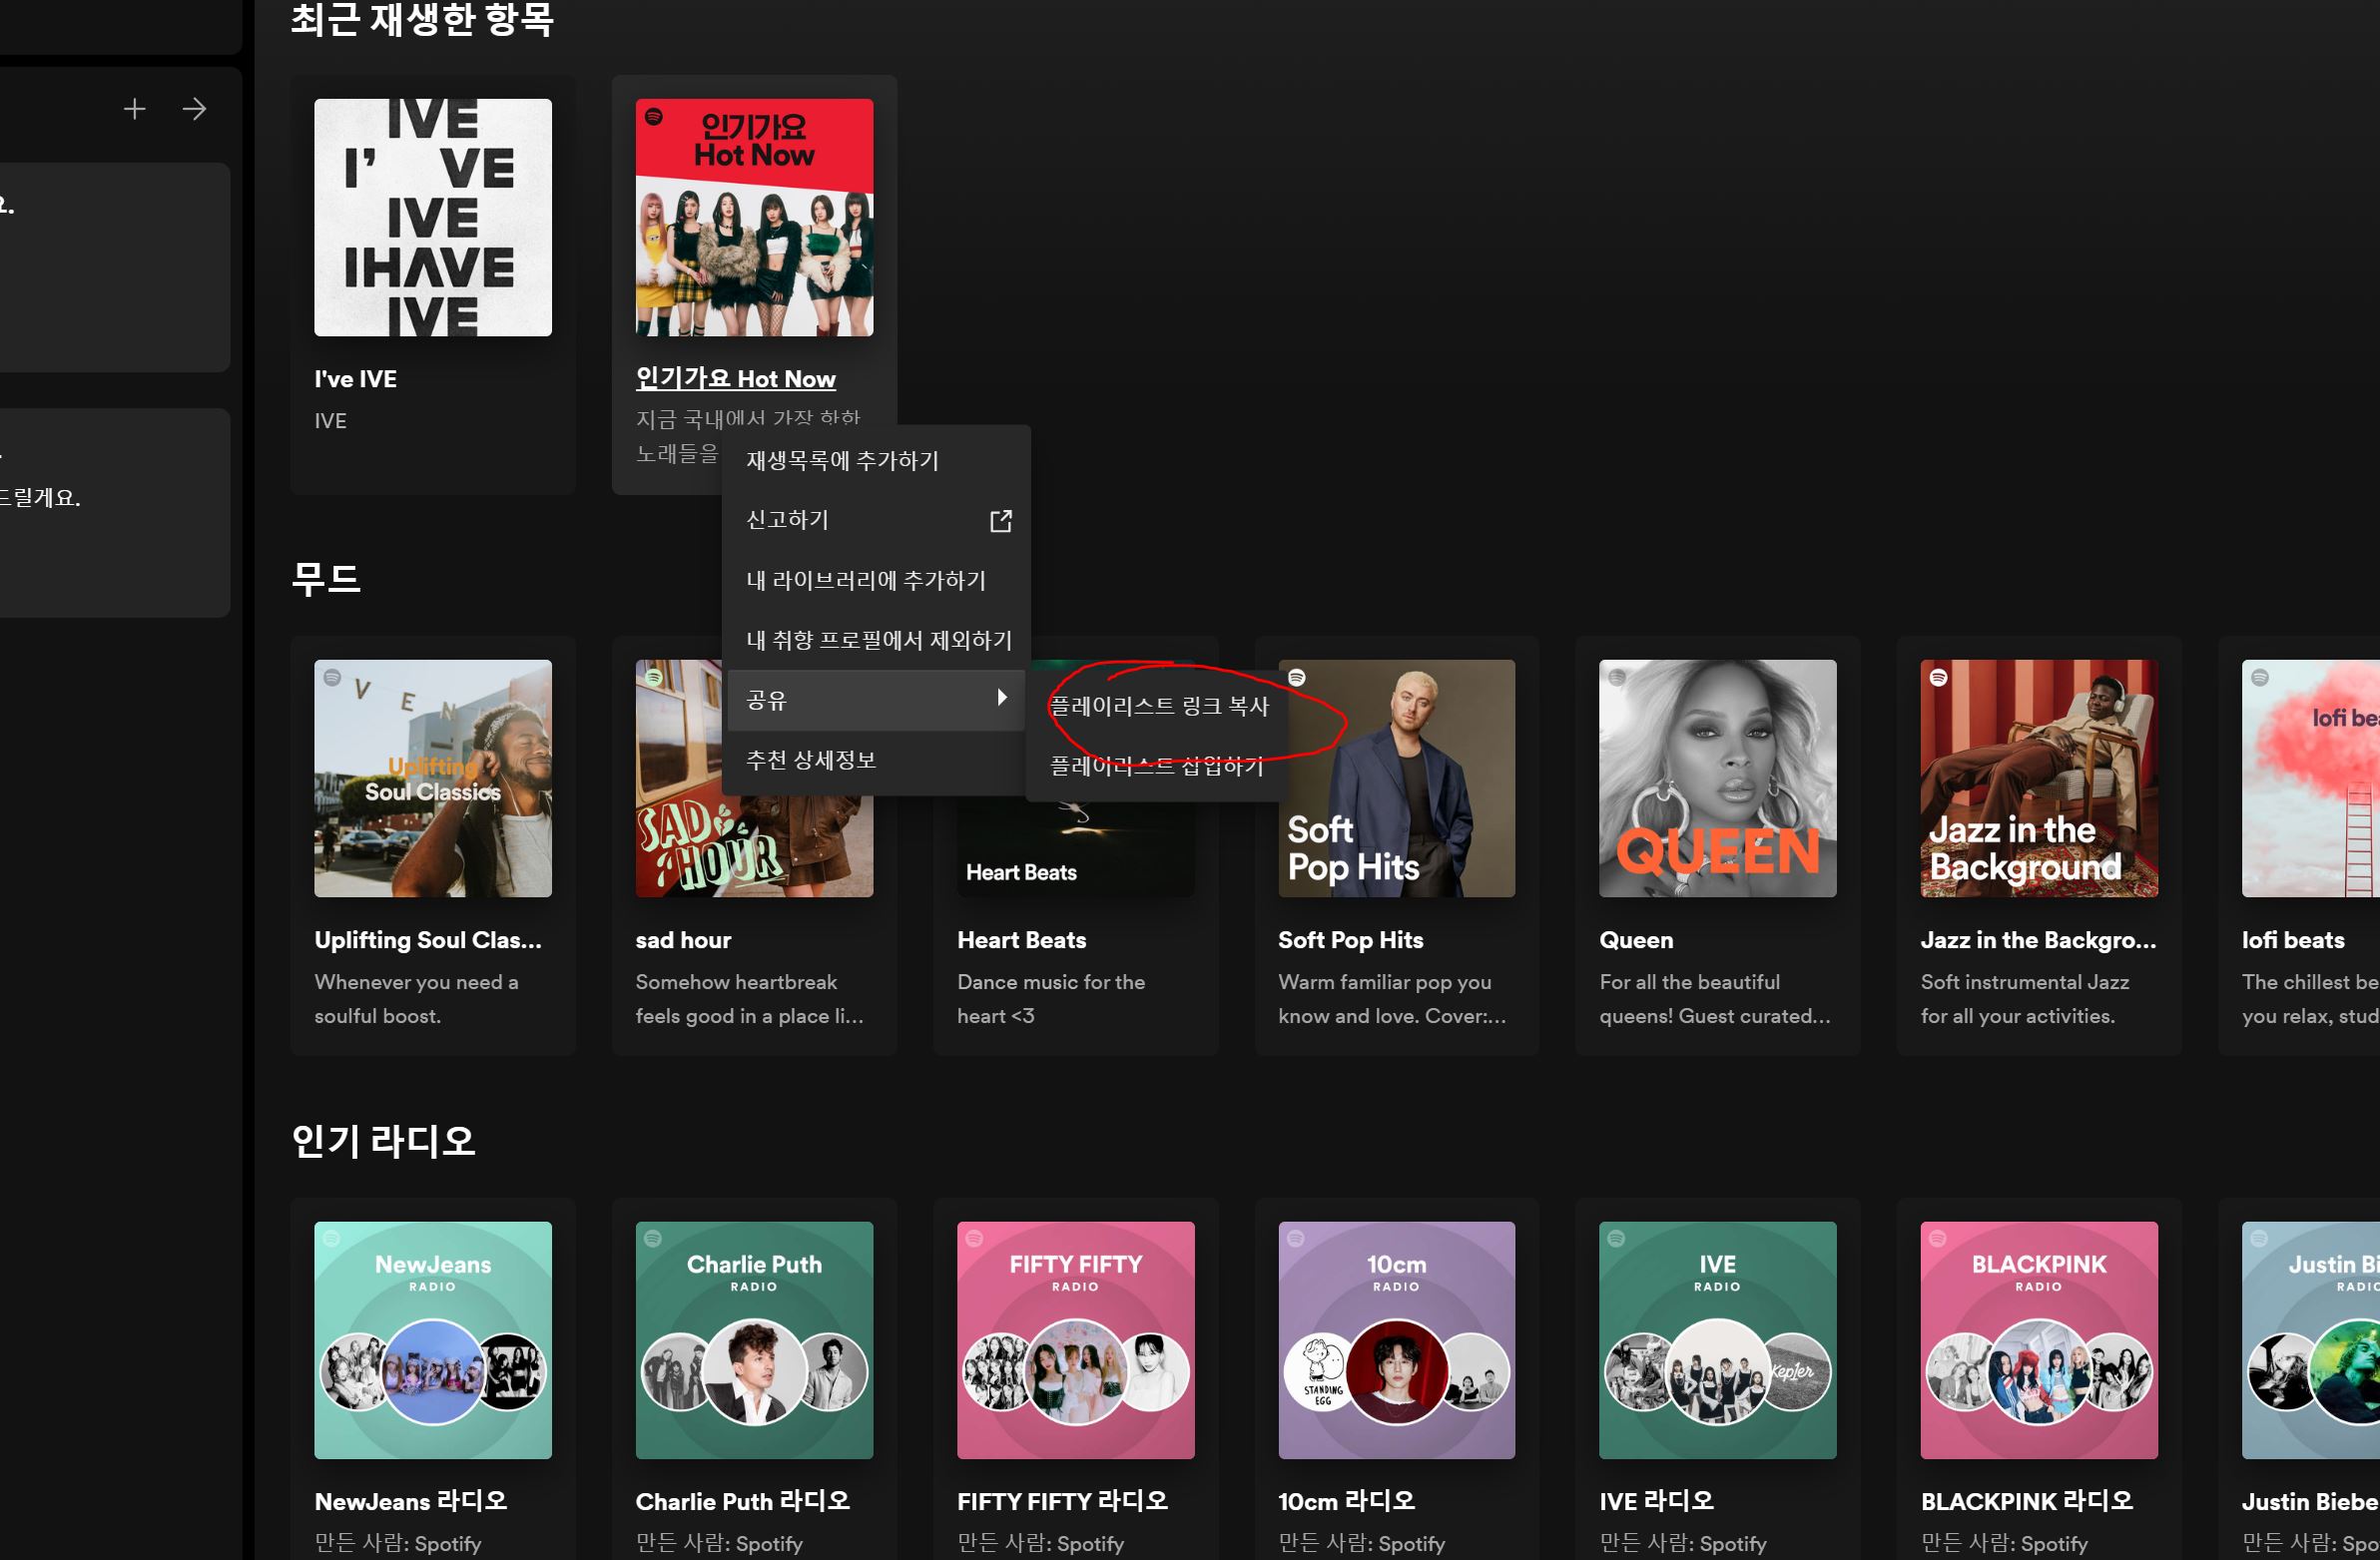 최근 재생한 항목
요.
드릴게요.
IVE
I' VE
IVE
IHAVE
IVE
I've IVE
IVE
인기가요
Hot Now
인기가요 Hot Now
지금 국내에서 가장 핫한
노래들을
재생목록에 추가하기
신고하기
내 라이브러리에 추가하기
내 취향 프로필에서 제외하기
공유
추천 상세정보
플레이리스트 링크 복사
플레이리스트 삽입하기
무드
VEN
Uplifting
Soul Classics
Uplifting Soul Clas...
Whenever you need a
soulful boost.
SAD
HOUR
sad hour
Somehow heartbreak
feels good in a place li...
Heart Beats
Heart Beats
Dance music for the
heart <3
Soft
Pop Hits
Soft Pop Hits
Warm familiar pop you
know and love. Cover:...
QUEEN
Queen
For all the beautiful
queens! Guest curated...
Jazz in the
Background
Jazz in the Backgro...
Soft instrumental Jazz
for all your activities.
lofi bea
lofi beats
The chillest be
you relax, stud
인기 라디오
NewJeans
RADIO
NewJeans 라디오
만든 사람: Spotify
Charlie Puth
RADIO
Charlie Puth 라디오
만든 사람: Spotify
FIFTY FIFTY
RADIO
FIFTY FIFTY 라디오
만든 사람: Spotify
10cm
RADIO
STANDING
EGG
10cm 라디오
만든 사람: Spotify
IVE
RADIO
Kep1er
IVE 라디오
만든 사람: Spotify
BLACKPINK
RADIO
BLACKPINK 라디오
만든 사람: Spotify
Justin Bi
RADIO
Justin Biebe
만든 사람: Spo